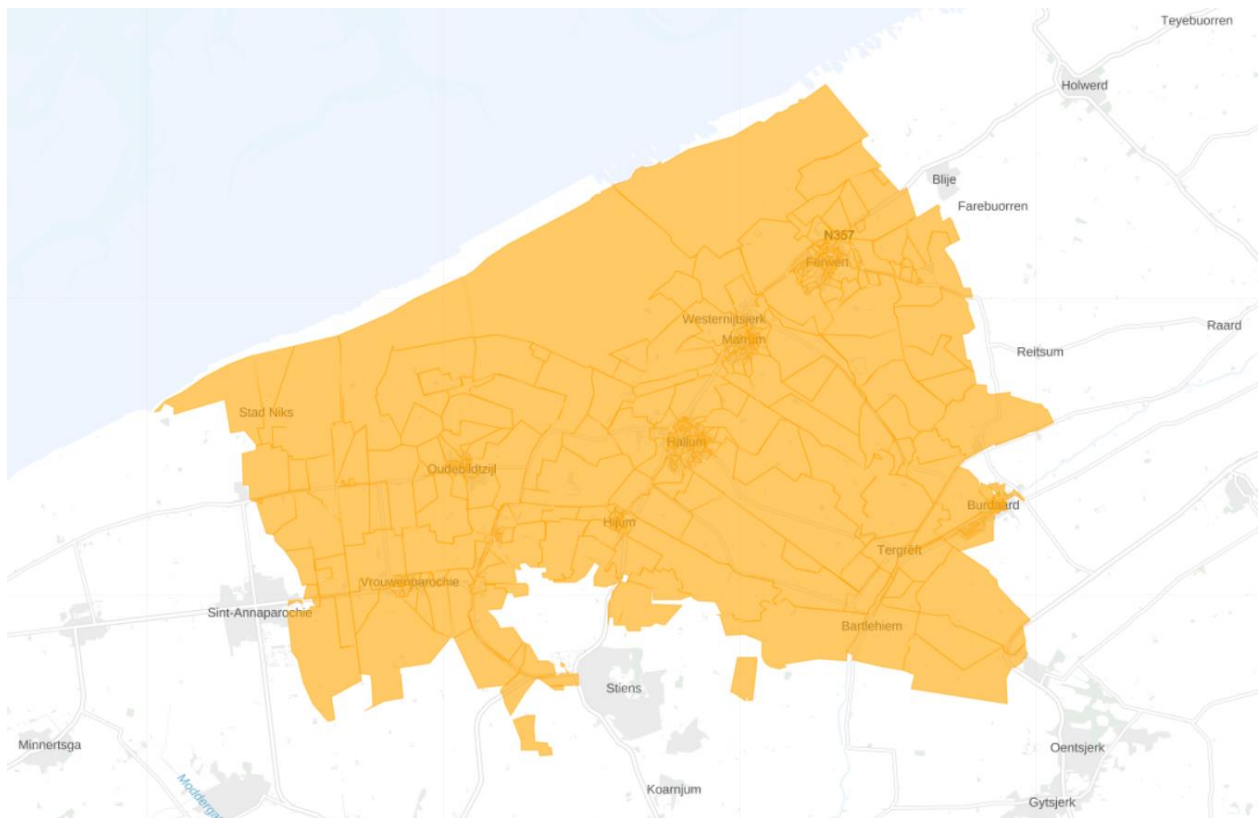 Teyebuorren
Holwerd
Blije
Farebuorren
N357
Ferwert
Westernijtsjerk
Marrum
Raard
Reitsum
Stad Niks
Hallum
Oudebildtzijl
Burdaard
Hijum
Tergrêft
Vrouwenparochie
Sint-Annaparochie
Bartlehiem
Stiens
Minnertsga
Oentsjerk
Koarnjum
Gytsjerk